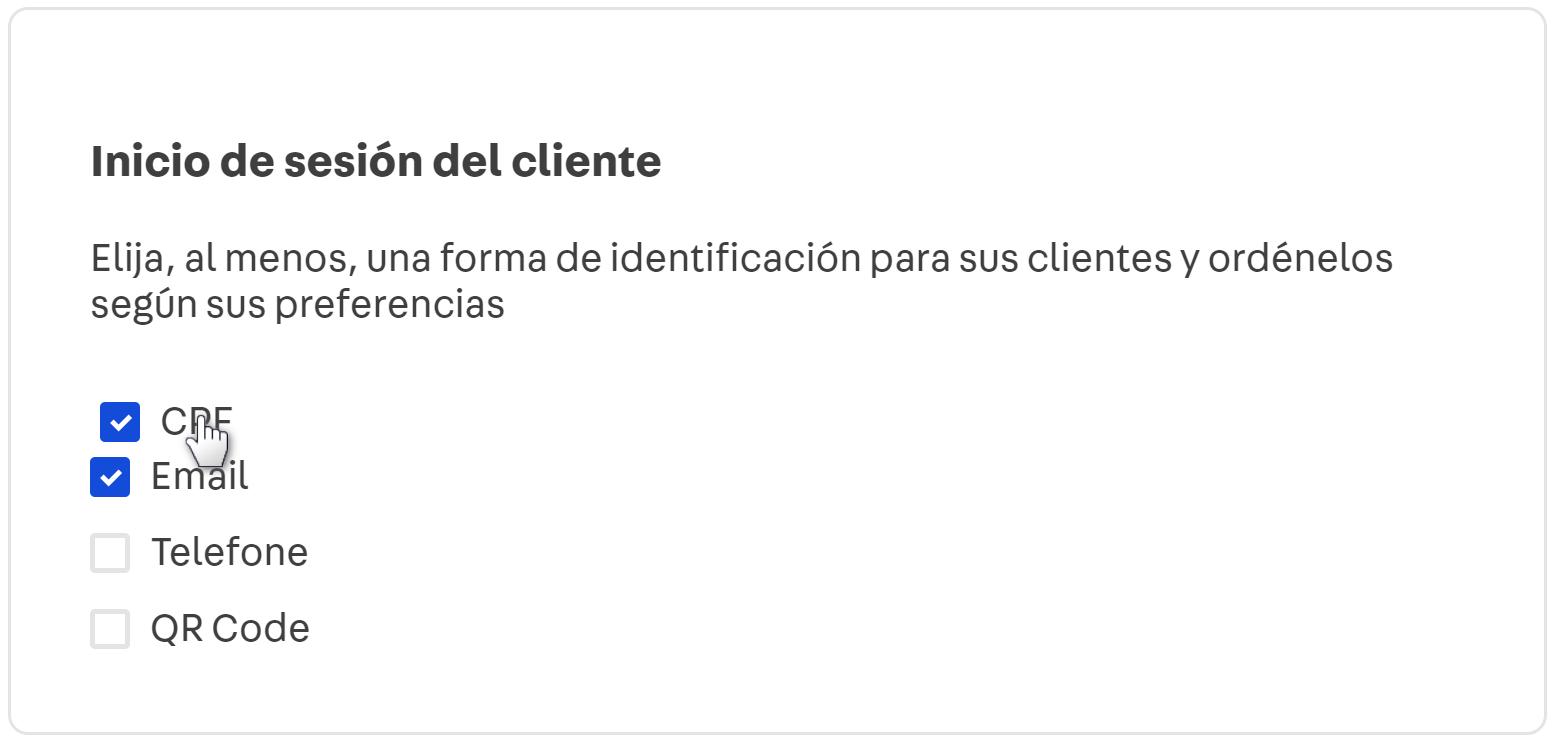 Inicio de sesión del cliente
Elija, al menos, una forma de identificación para sus clientes y ordénelos
según sus preferencias
CPF
Email
Telefone
QR Code